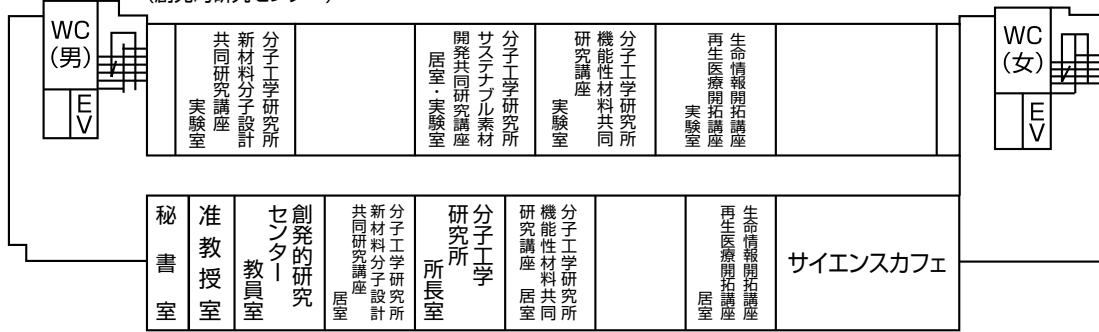 WC
(男)
EV
分子工学研究所
新材料分子設計
共同研究講座
実験室
分子工学研究所
サステナブル素材
開発共同研究講座
居室・実験室
分子工学研究所
機能性材料共同
研究講座
実験室
生命情報開拓講座
再生医療開拓講座
実験室
WC
(女)
EV
秘書室
准教授室
創発的研究
センター
教員室
分子工学研究所
新材料分子設計
共同研究講座
居室
分子工学
研究所
所長室
分子工学研究所
機能性材料共同
研究講座 居室
生命情報開拓講座
再生医療開拓講座
居室
サイエンスカフェ